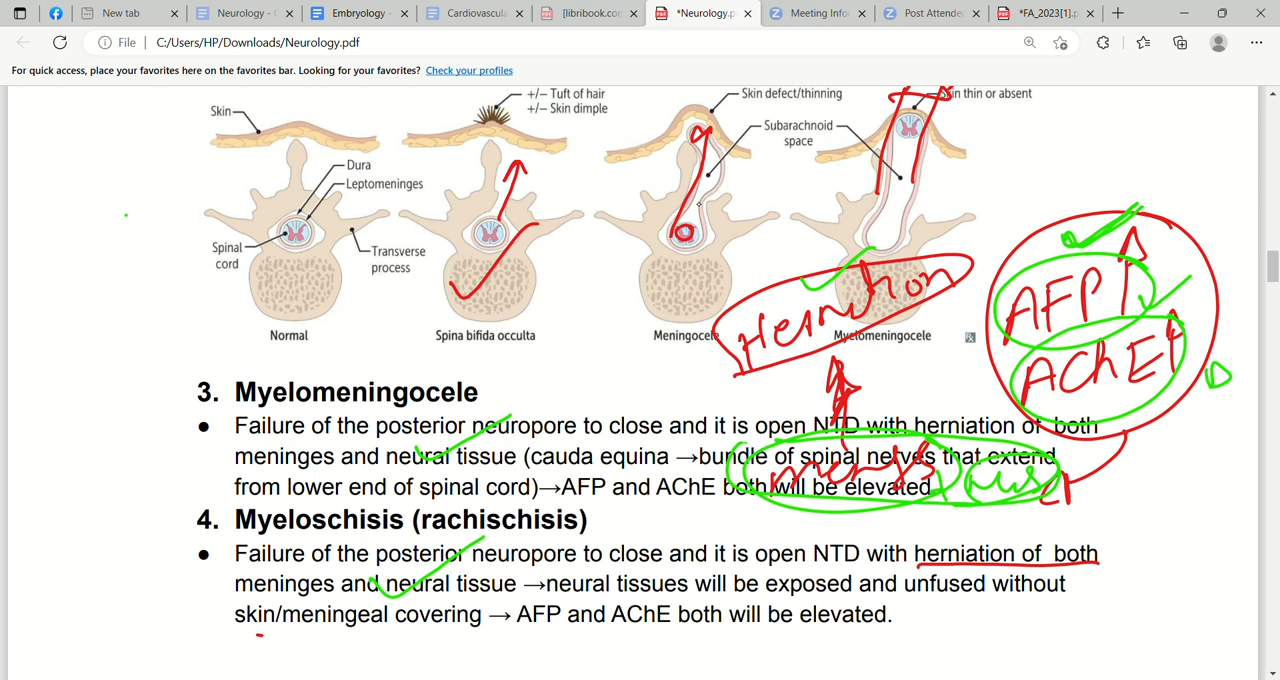 New tab
Neurology - G
Embryology -
Cardiovascula
[libribook.con
*Neurology.p
Meeting Info
Post Attende
*FA_2023[1].p
File | C:/Users/HP/Downloads/Neurology.pdf
For quick access, place your favorites here on the favorites bar. Looking for your favorites? Check your profiles
+/– Tuft of hair
+/– Skin dimple
Skin defect/thinning
Skin thin or absent
Skin
Subarachnoid
space
Dura
Leptomeninges
Spinal
cord
Transverse
process
AFP↑
AChE↑
Normal
Spina bifida occulta
Meningocele
Myelomeningocele
3. Myelomeningocele
● Failure of the posterior neuropore to close and it is open NTD with herniation of both
meninges and neural tissue (cauda equina →bundle of spinal nerves that extend
from lower end of spinal cord)→AFP and AChE both will be elevated.
4. Myeloschisis (rachischisis)
● Failure of the posterior neuropore to close and it is open NTD with herniation of both
meninges and neural tissue →neural tissues will be exposed and unfused without
skin/meningeal covering → AFP and AChE both will be elevated.